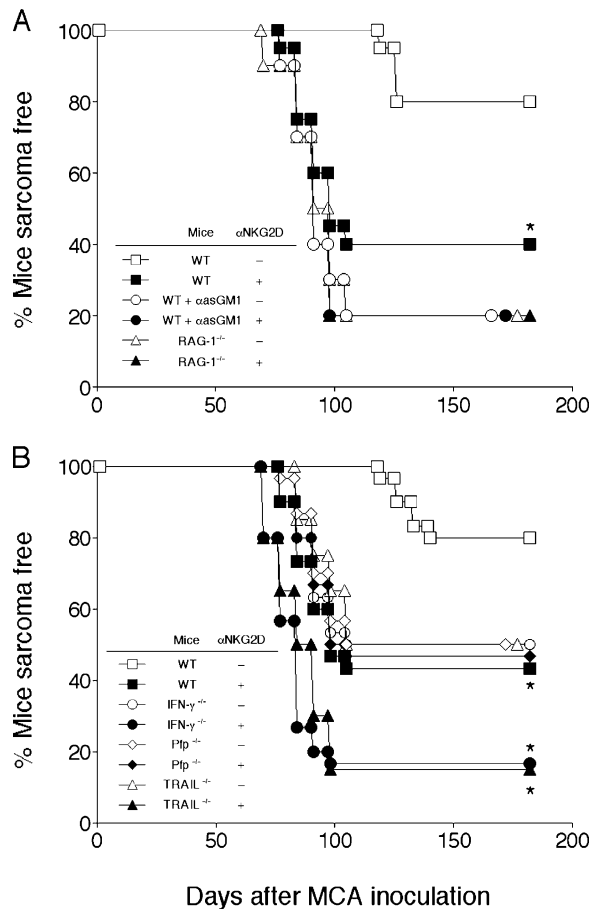 A
% Mice sarcoma free
100
80
60
40
20
0
Mice αNKG2D
WT −
WT +
WT + αasGM1 −
WT + αasGM1 +
RAG-1⁻/⁻ −
RAG-1⁻/⁻ +
*
0 50 100 150 200
B
% Mice sarcoma free
100
80
60
40
20
0
Mice αNKG2D
WT −
WT +
IFN-γ⁻/⁻ −
IFN-γ⁻/⁻ +
Pfp⁻/⁻ −
Pfp⁻/⁻ +
TRAIL⁻/⁻ −
TRAIL⁻/⁻ +
*
*
*
0 50 100 150 200
Days after MCA inoculation